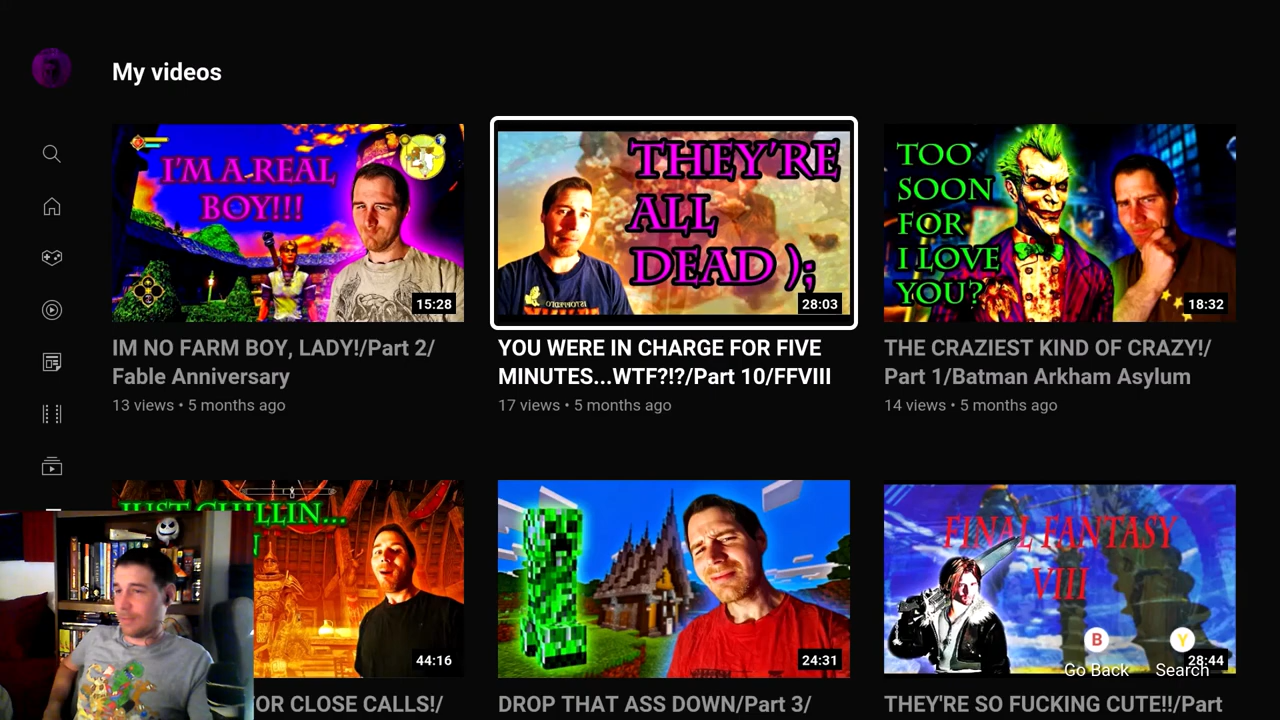 My videos
I'M A REAL
BOY!!!
15:28
IM NO FARM BOY, LADY!/Part 2/
Fable Anniversary
13 views • 5 months ago
THEY'RE
ALL
DEAD );
28:03
YOU WERE IN CHARGE FOR FIVE
MINUTES...WTF?!?/Part 10/FFVIII
17 views • 5 months ago
TOO
SOON
FOR
I LOVE
YOU?
18:32
THE CRAZIEST KIND OF CRAZY!/
Part 1/Batman Arkham Asylum
14 views • 5 months ago
JUST CHILLIN...
44:16
OR CLOSE CALLS!/
24:31
DROP THAT ASS DOWN/Part 3/
FINAL FANTASY
VIII
B
Y
Go Back
Search
28:44
THEY'RE SO FUCKING CUTE!!/Part